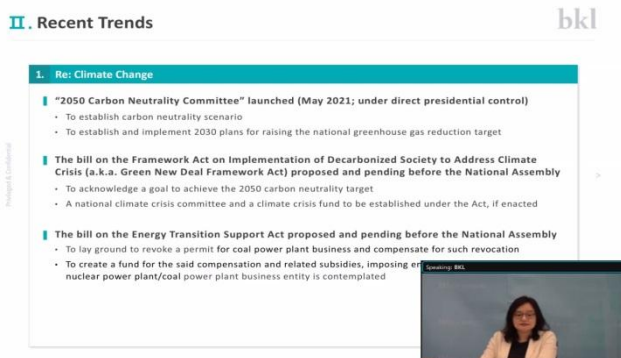 II. Recent Trends
bkl
1. Re: Climate Change
"2050 Carbon Neutrality Committee" launched (May 2021; under direct presidential control)
• To establish carbon neutrality scenario
• To establish and implement 2030 plans for raising the national greenhouse gas reduction target
The bill on the Framework Act on Implementation of Decarbonized Society to Address Climate
Crisis (a.k.a. Green New Deal Framework Act) proposed and pending before the National Assembly
• To acknowledge a goal to achieve the 2050 carbon neutrality target
• A national climate crisis committee and a climate crisis fund to be established under the Act, if enacted
The bill on the Energy Transition Support Act proposed and pending before the National Assembly
• To lay ground to revoke a permit for coal power plant business and compensate for such revocation
• To create a fund for the said compensation and related subsidies, imposing
nuclear power plant/coal power plant business entity is contemplated
Privileged & Confidential
Speaking: BKL